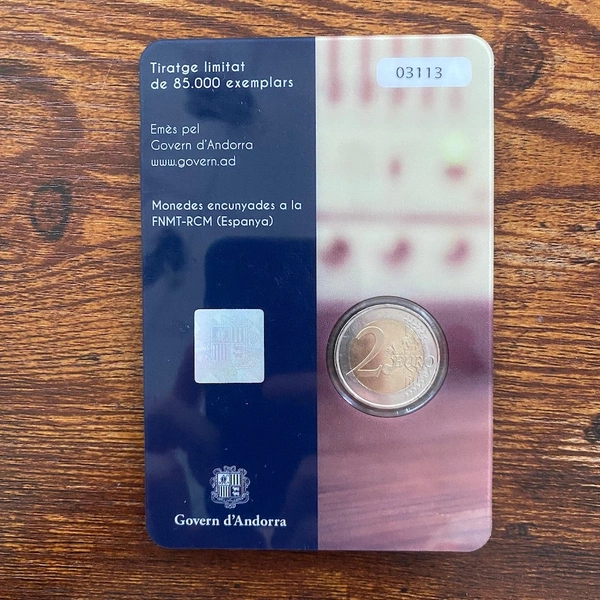 Tiratge limitat
de 85.000 exemplars
03113
Emès pel
Govern d'Andorra
www.govern.ad
Monedes encunyades a la
FNMT-RCM (Espanya)
2 EURO
Govern d'Andorra